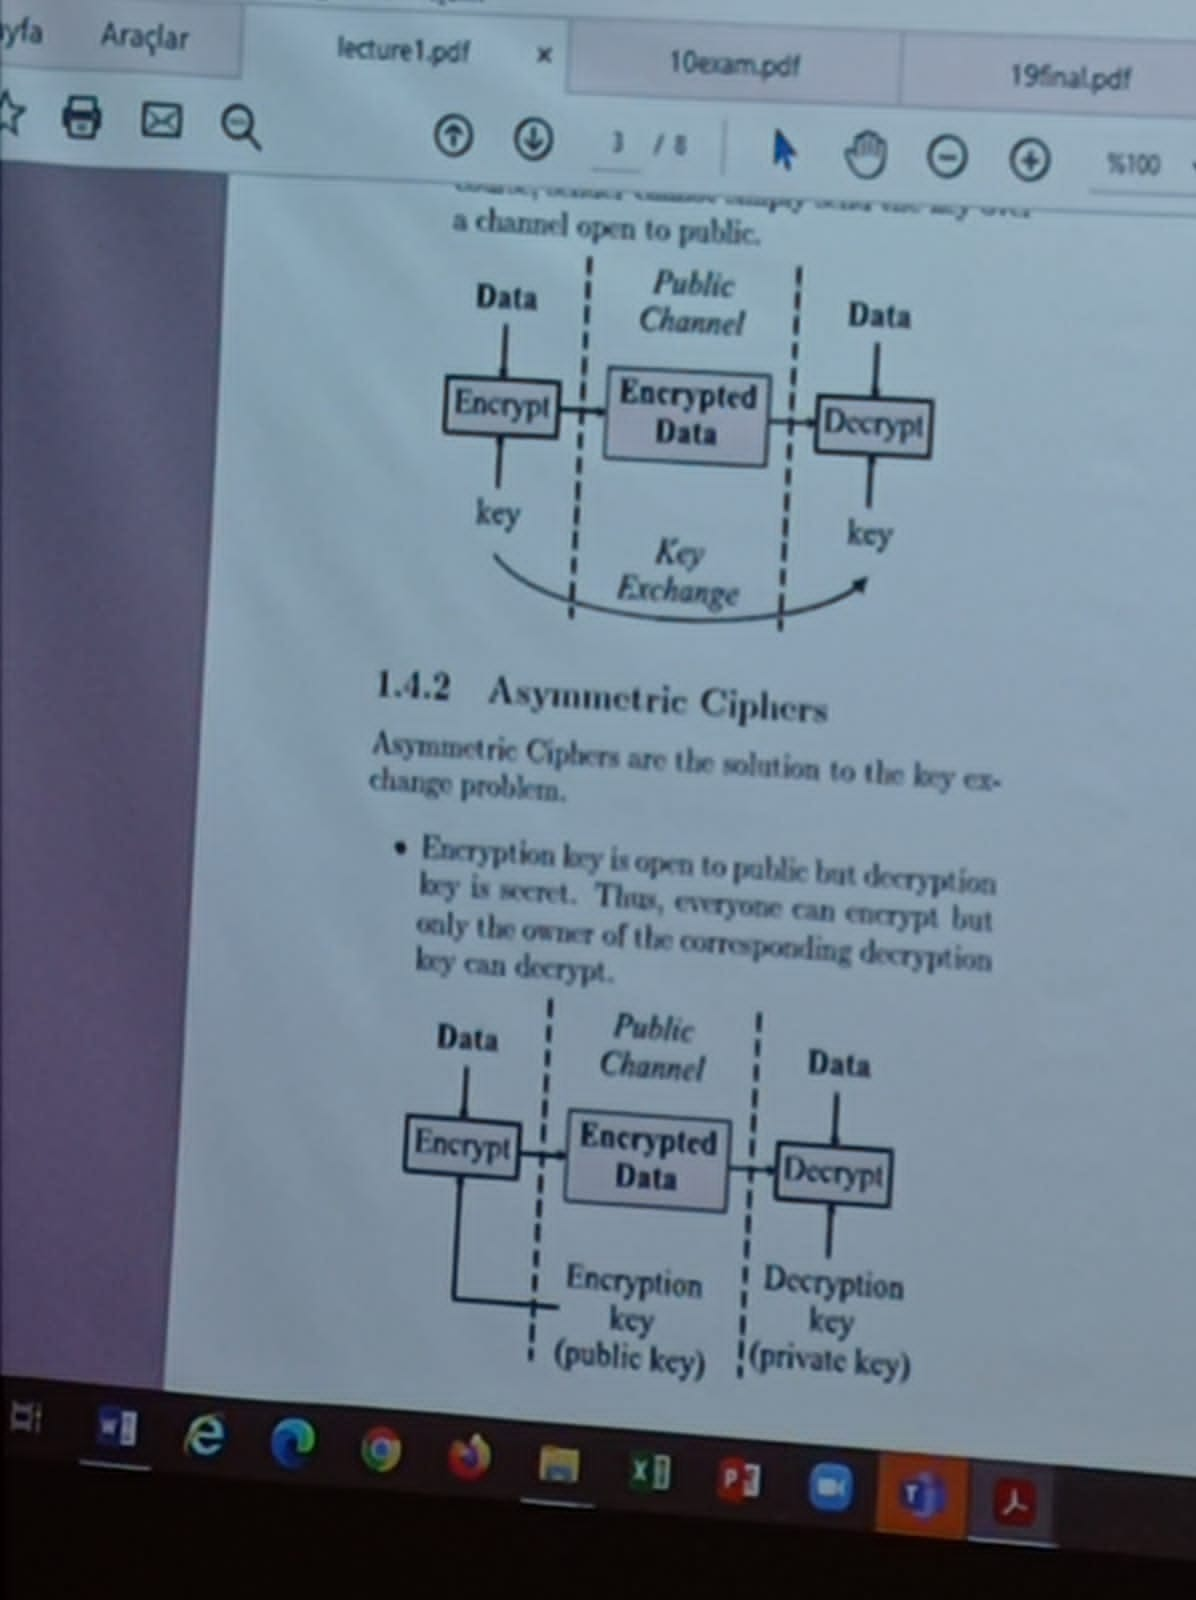 Araçlar
lecture1.pdf x 10exam.pdf 19final.pdf
3 / 8 %100
a channel open to public.
Data
Public
Channel
Data
Encrypt
Encrypted
Data
Decrypt
key
key
Key
Exchange
1.4.2 Asymmetric Ciphers
Asymmetric Ciphers are the solution to the key ex-
change problem.
• Encryption key is open to public but decryption
key is secret. Thus, everyone can encrypt but
only the owner of the corresponding decryption
key can decrypt.
Data
Public
Channel
Data
Encrypt
Encrypted
Data
Decrypt
Encryption
key
(public key)
Decryption
key
(private key)